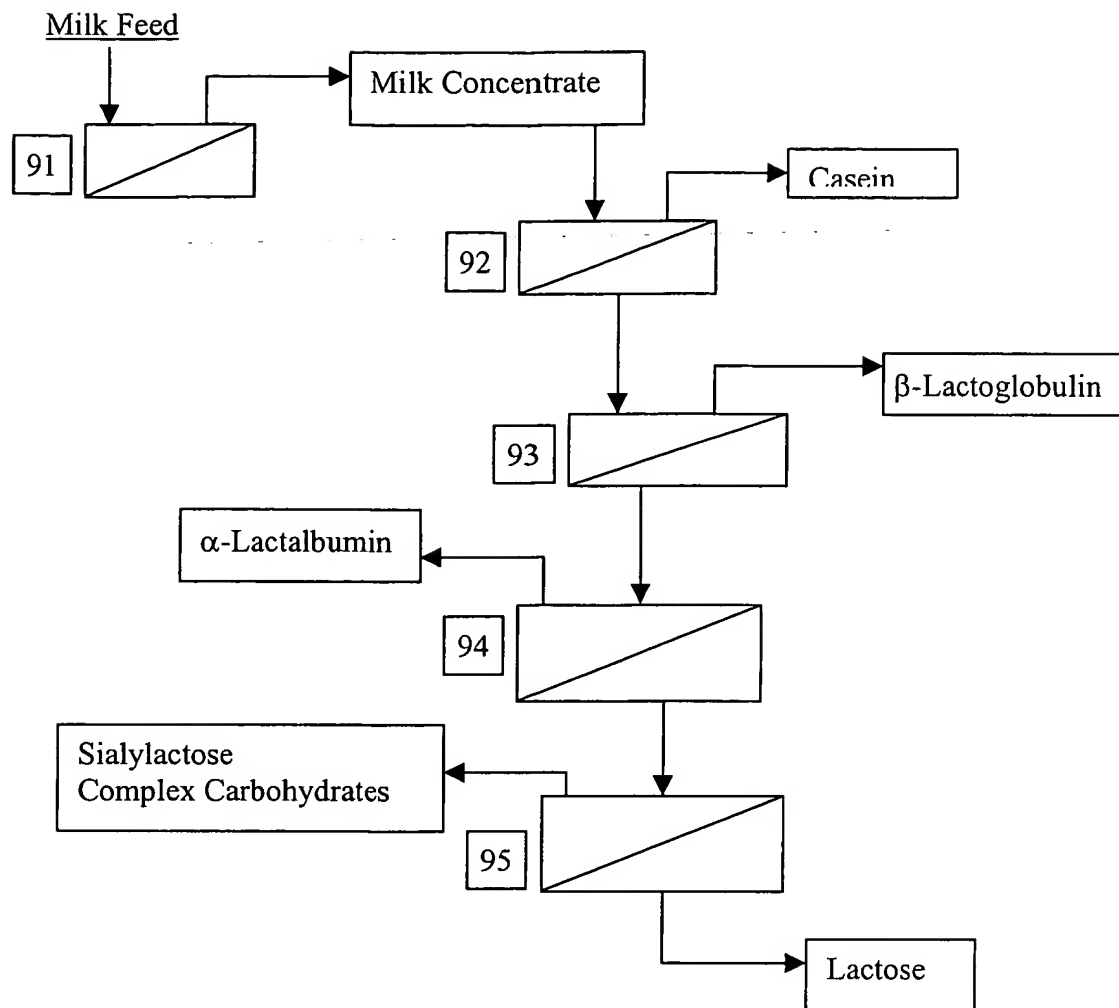 Milk Feed
Milk Concentrate
91
Casein
92
β-Lactoglobulin
93
α-Lactalbumin
94
Sialylactose
Complex Carbohydrates
95
Lactose